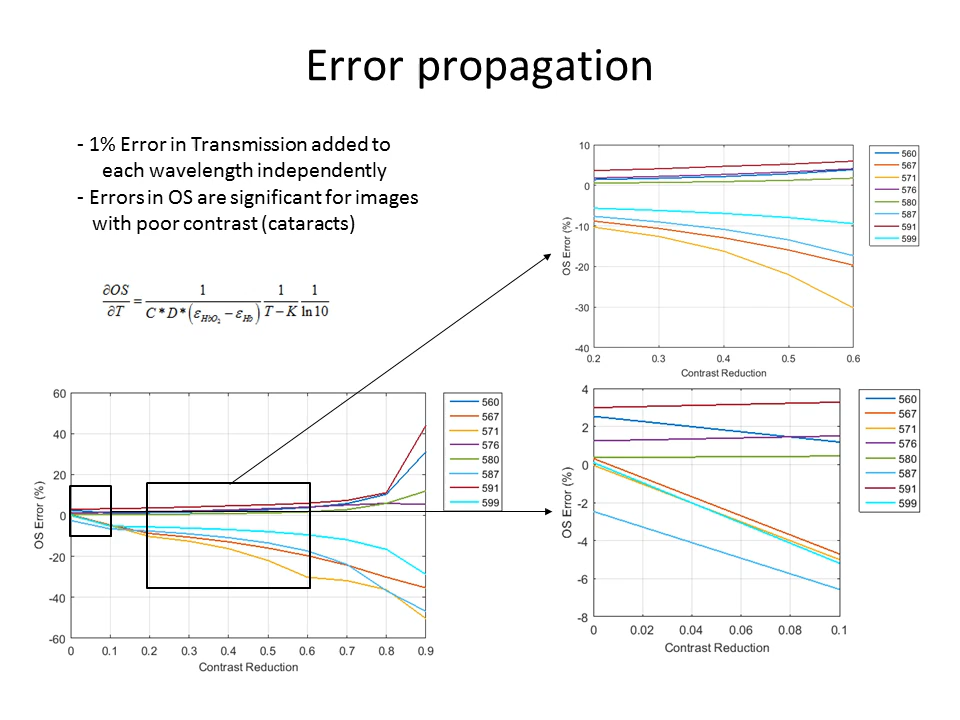 Error propagation
- 1% Error in Transmission added to
each wavelength independently
- Errors in OS are significant for images
with poor contrast (cataracts)
∂OS/∂T = 1/(C*D*(ε_HbO₂ − ε_Hb)) 1/(T−K) 1/ln10
10
0
-10
-20
-30
-40
OS Error (%)
0.2 0.3 0.4 0.5 0.6
Contrast Reduction
560
567
571
576
580
587
591
599
60
40
20
0
-20
-40
-60
OS Error (%)
0 0.1 0.2 0.3 0.4 0.5 0.6 0.7 0.8 0.9
Contrast Reduction
560
567
571
576
580
587
591
599
4
2
0
-2
-4
-6
-8
OS Error (%)
0 0.02 0.04 0.06 0.08 0.1
Contrast Reduction
560
567
571
576
580
587
591
599